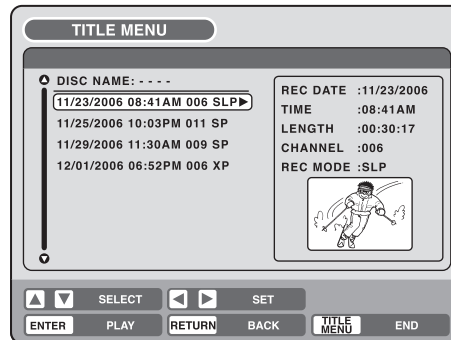 TITLE MENU
DISC NAME: - - - -
11/23/2006 08:41AM 006 SLP▶
11/25/2006 10:03PM 011 SP
11/29/2006 11:30AM 009 SP
12/01/2006 06:52PM 006 XP
REC DATE :11/23/2006
TIME :08:41AM
LENGTH :00:30:17
CHANNEL :006
REC MODE :SLP
SELECT SET
ENTER PLAY RETURN BACK TITLE MENU END